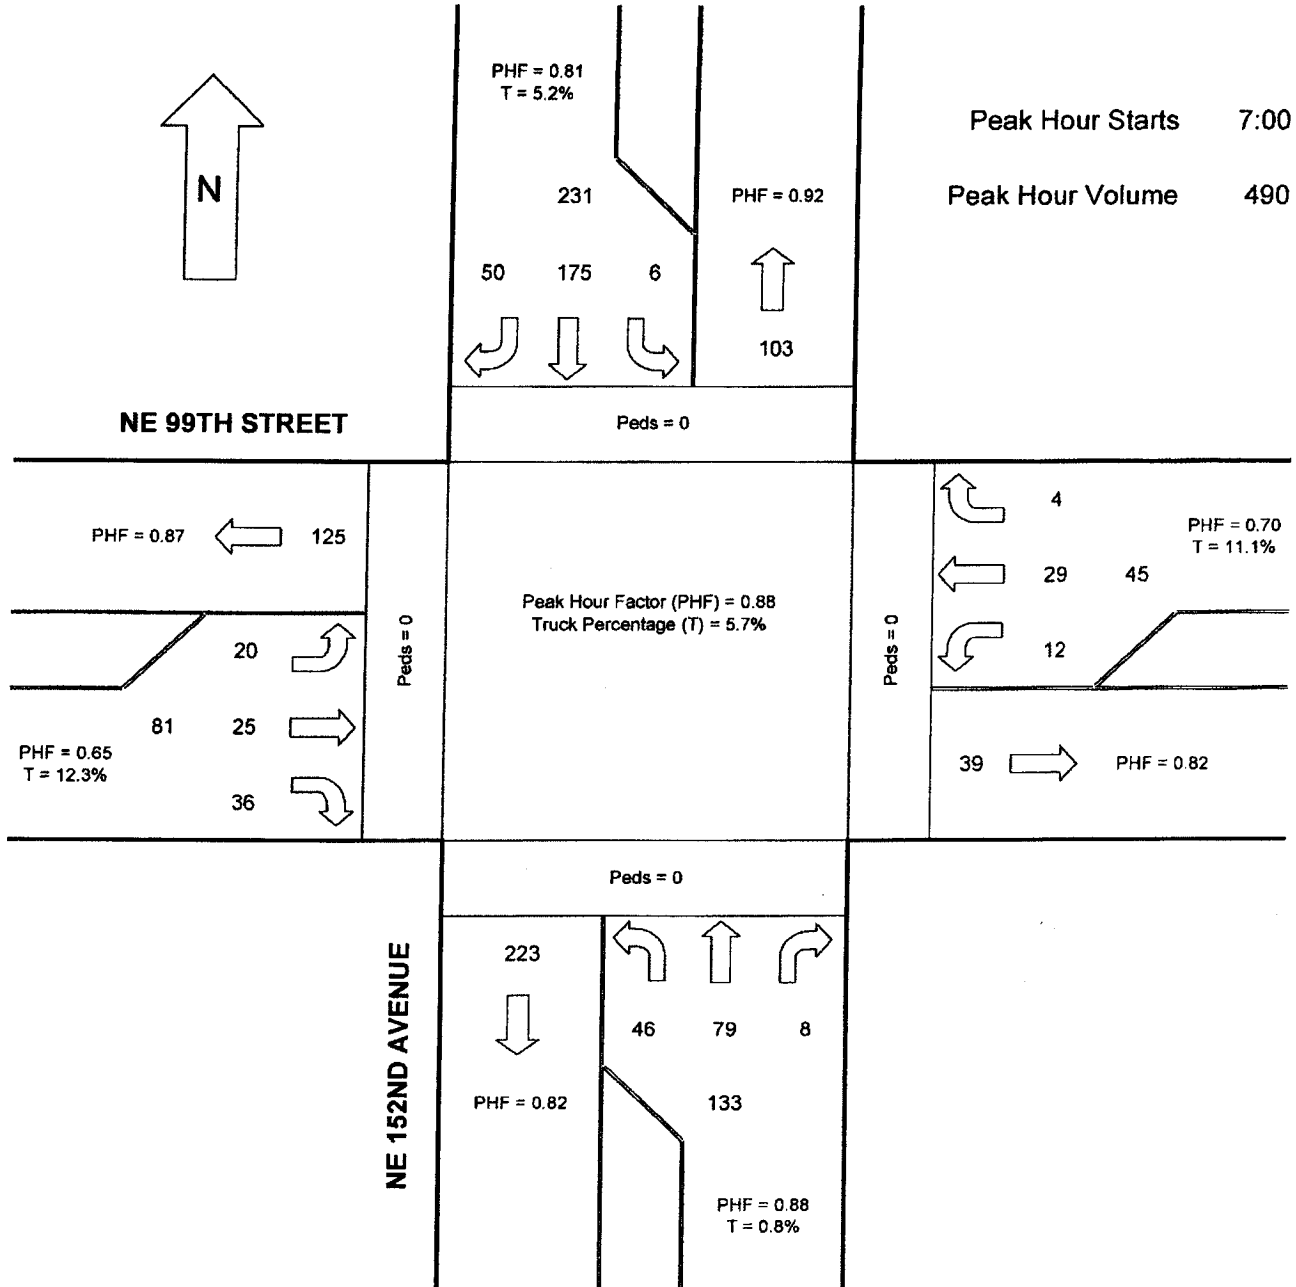 PHF = 0.81
T = 5.2%
Peak Hour Starts 7:00
N
231
PHF = 0.92
Peak Hour Volume 490
50 175 6
103
NE 99TH STREET
Peds = 0
PHF = 0.87
125
4
PHF = 0.70
T = 11.1%
29 45
12
Peak Hour Factor (PHF) = 0.88
Truck Percentage (T) = 5.7%
Peds = 0
Peds = 0
20
81 25
PHF = 0.65
T = 12.3%
36
39
PHF = 0.82
Peds = 0
223
46 79 8
NE 152ND AVENUE
PHF = 0.82
133
PHF = 0.88
T = 0.8%